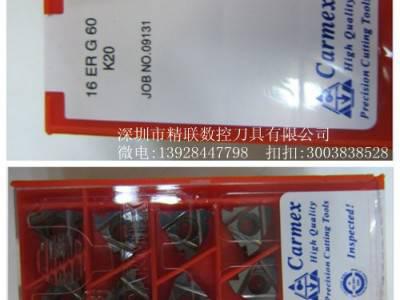 16 ER G 60
K20
JOB NO.09131
Carmex
High Quality
Precision Cutting Tools
深圳市精联数控刀具有限公司
微电:13928447798 扣扣:3003838528
Carmex
High Quality
Precision Cutting Tools
Inspected!